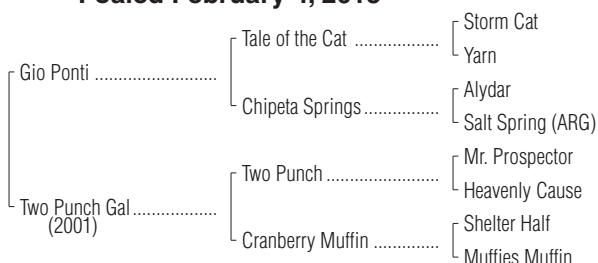 Foaled February 4,
Storm Cat
Tale of the Cat ..................
Yarn
Gio Ponti ..........................
Alydar
Chipeta Springs................
Salt Spring (ARG)
Mr. Prospector
Two Punch ........................
Heavenly Cause
Two Punch Gal..................
(2001)
Shelter Half
Cranberry Muffin ..............
Muffies Muffin